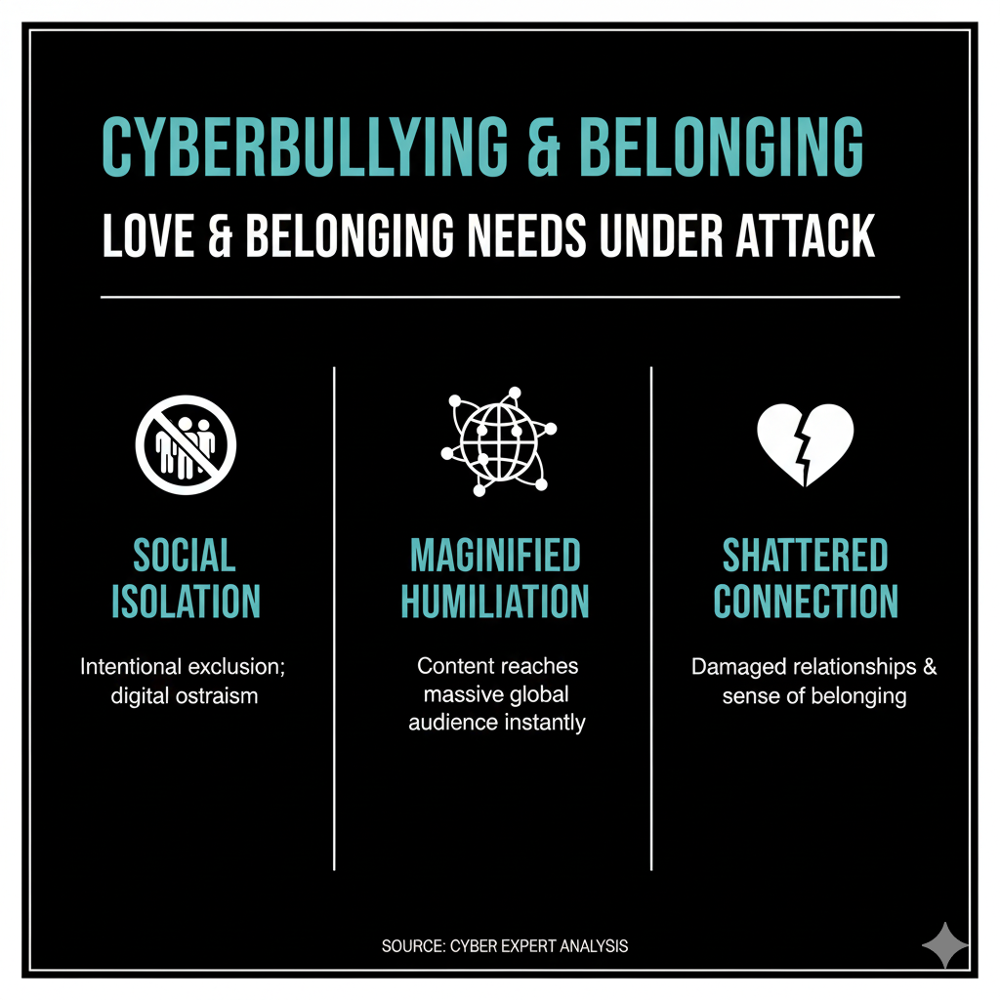 CYBERBULLYING & BELONGING
LOVE & BELONGING NEEDS UNDER ATTACK
SOCIAL
ISOLATION
Intentional exclusion;
digital ostraism
MAGINIFIED
HUMILIATION
Content reaches
massive global
audience instantly
SHATTERED
CONNECTION
Damaged relationships &
sense of belonging
SOURCE: CYBER EXPERT ANALYSIS